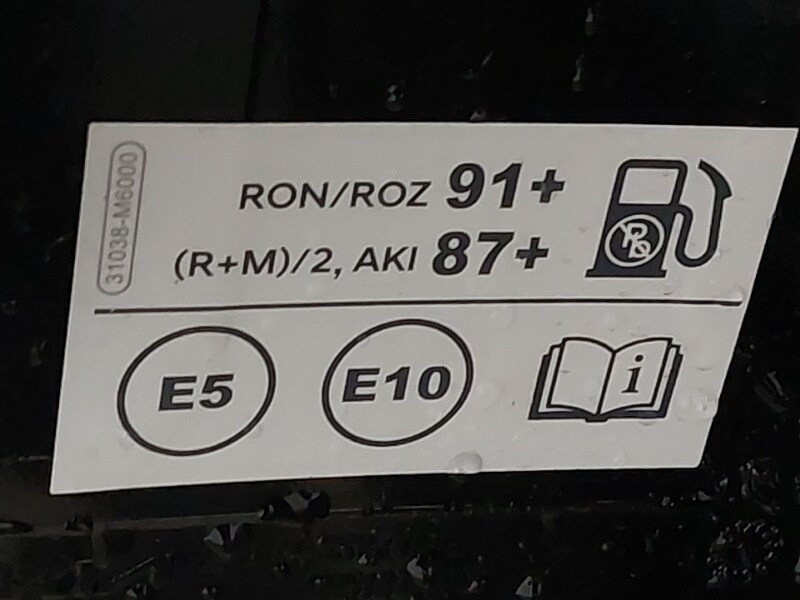 31038-M6000
RON/ROZ 91+
(R+M)/2, AKI 87+
Pb
E5
E10
i